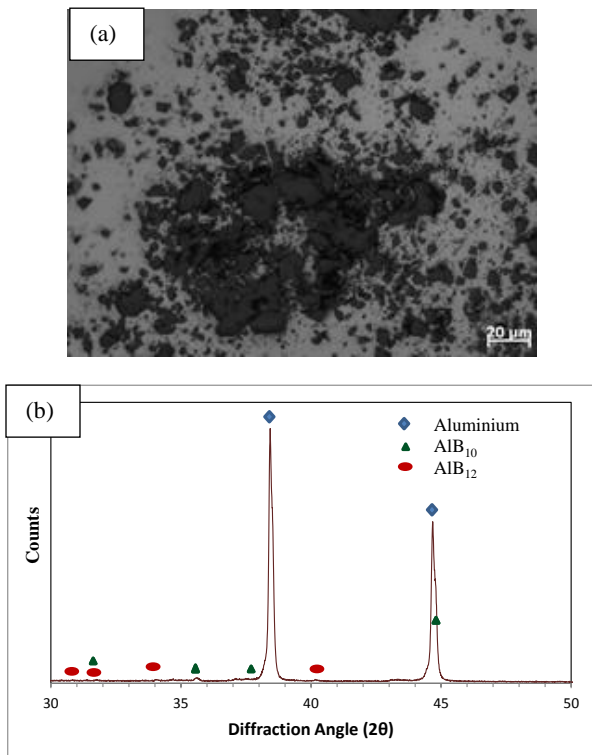 (a)
20 µm
(b)
Aluminium
AlB₁₀
AlB₁₂
Counts
30 35 40 45 50
Diffraction Angle (2θ)